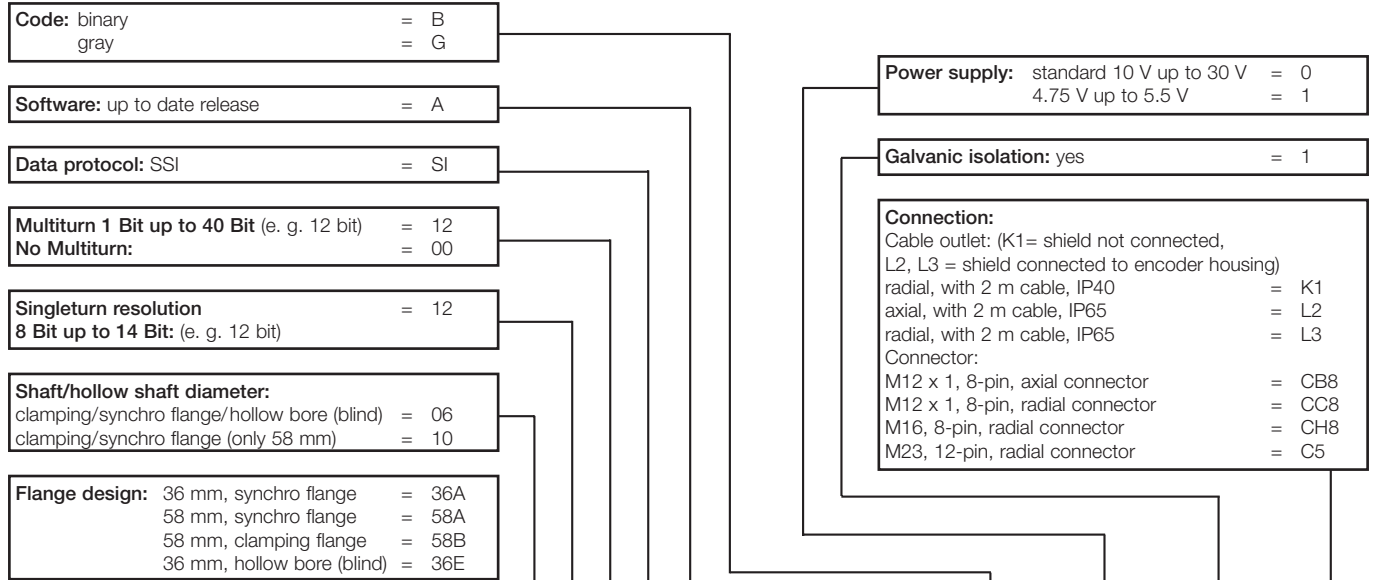 Code: binary = B
gray = G
Software: up to date release = A
Data protocol: SSI = SI
Multiturn 1 Bit up to 40 Bit (e. g. 12 bit) = 12
No Multiturn: = 00
Singleturn resolution = 12
8 Bit up to 14 Bit: (e. g. 12 bit)
Shaft/hollow shaft diameter:
clamping/synchro flange/hollow bore (blind) = 06
clamping/synchro flange (only 58 mm) = 10
Flange design: 36 mm, synchro flange = 36A
58 mm, synchro flange = 58A
58 mm, clamping flange = 58B
36 mm, hollow bore (blind) = 36E
Power supply: standard 10 V up to 30 V = 0
4.75 V up to 5.5 V = 1
Galvanic isolation: yes = 1
Connection:
Cable outlet: (K1= shield not connected,
L2, L3 = shield connected to encoder housing)
radial, with 2 m cable, IP40 = K1
axial, with 2 m cable, IP65 = L2
radial, with 2 m cable, IP65 = L3
Connector:
M12 x 1, 8-pin, axial connector = CB8
M12 x 1, 8-pin, radial connector = CC8
M16, 8-pin, radial connector = CH8
M23, 12-pin, radial connector = C5